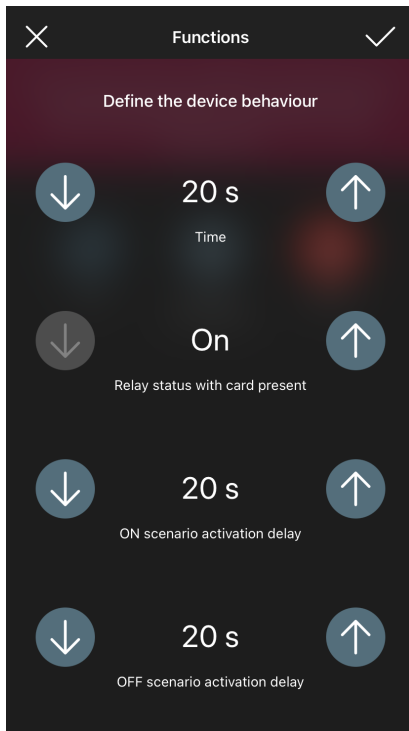 Functions
Define the device behaviour
20 s
Time
On
Relay status with card present
20 s
ON scenario activation delay
20 s
OFF scenario activation delay